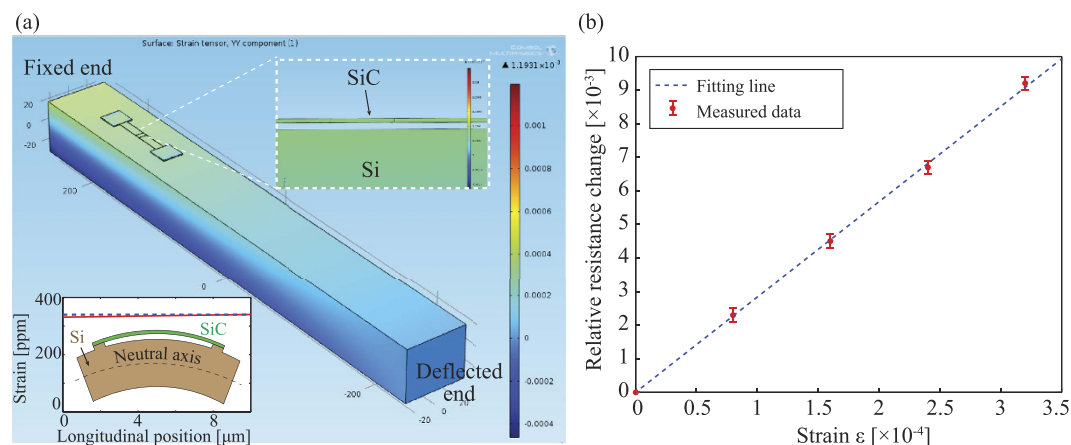 (a)
Surface: Strain tensor, YY component (1)
COMSOL
▲ 1.1931
Fixed end
SiC
Si
20
0
-20
200
0
-200
-20
0
20
0.001
0.0008
0.0006
0.0004
0.0002
0
-0.0002
-0.0004
Deflected
end
400
200
0
Strain [ppm]
Si
SiC
Neutral axis
0
4
8
Longitudinal position [μm]
(b)
Relative resistance change [×10-3]
10
9
8
7
6
5
4
3
2
1
0
Fitting line
Measured data
0
0.5
1
1.5
2
2.5
3
3.5
Strain ε [×10-4]